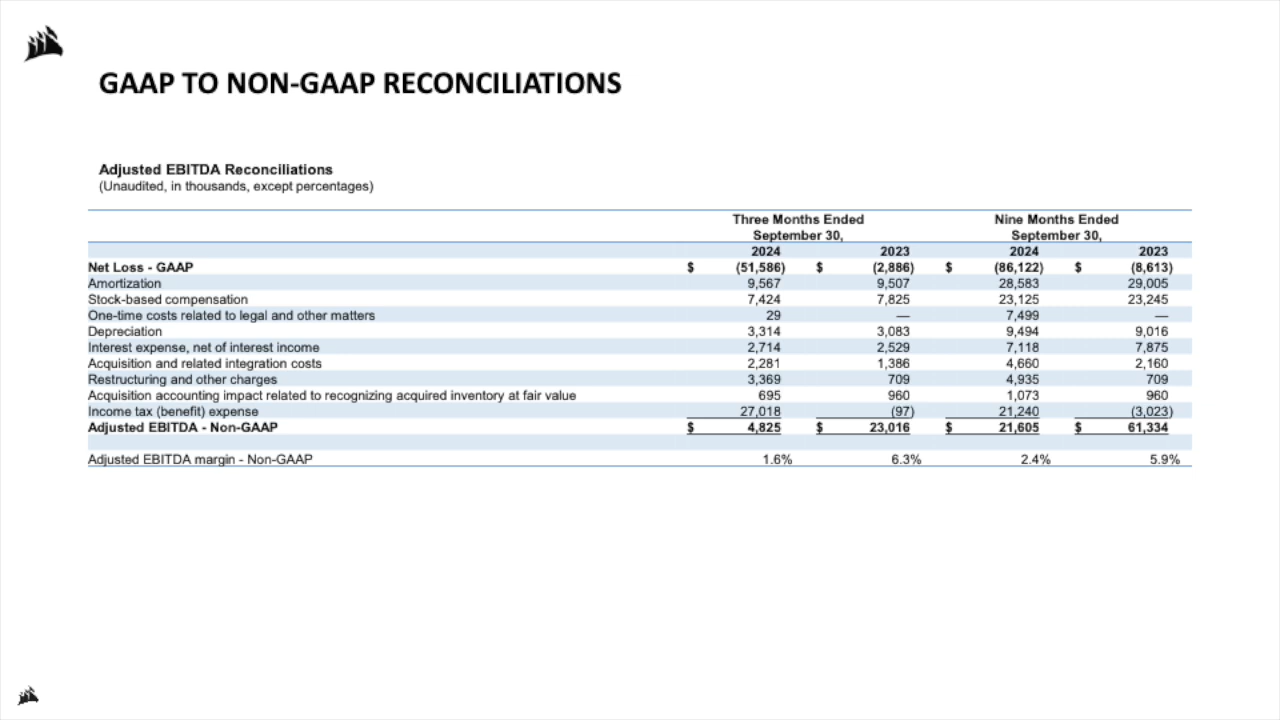 GAAP TO NON-GAAP RECONCILIATIONS
Adjusted EBITDA Reconciliations
(Unaudited, in thousands, except percentages)
Three Months Ended Nine Months Ended
September 30, September 30,
2024 2023 2024 2023
Net Loss - GAAP $ (51,586) $ (2,886) $ (86,122) $ (8,613)
Amortization 9,567 9,507 28,583 29,005
Stock-based compensation 7,424 7,825 23,125 23,245
One-time costs related to legal and other matters 29 — 7,499 —
Depreciation 3,314 3,083 9,494 9,016
Interest expense, net of interest income 2,714 2,529 7,118 7,875
Acquisition and related integration costs 2,281 1,386 4,660 2,160
Restructuring and other charges 3,369 709 4,935 709
Acquisition accounting impact related to recognizing acquired inventory at fair value 695 960 1,073 960
Income tax (benefit) expense 27,018 (97) 21,240 (3,023)
Adjusted EBITDA - Non-GAAP $ 4,825 $ 23,016 $ 21,605 $ 61,334
Adjusted EBITDA margin - Non-GAAP 1.6% 6.3% 2.4% 5.9%